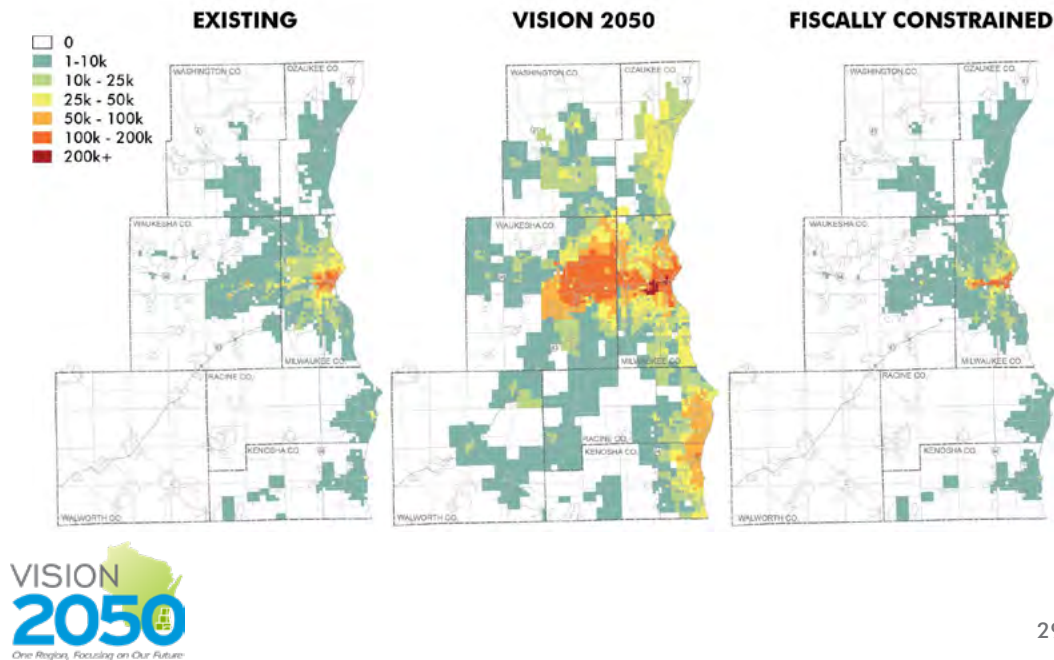 EXISTING
VISION 2050
FISCALLY CONSTRAINED
0
1-10k
10k - 25k
25k - 50k
50k - 100k
100k - 200k
200k+
WASHINGTON CO.
OZAUKEE CO.
WAUKESHA CO.
MILWAUKEE CO.
RACINE CO.
KENOSHA CO.
WALWORTH CO.
WASHINGTON CO.
OZAUKEE CO.
WAUKESHA CO.
MILWAUKEE CO.
RACINE CO.
KENOSHA CO.
WALWORTH CO.
WASHINGTON CO.
OZAUKEE CO.
WAUKESHA CO.
MILWAUKEE CO.
RACINE CO.
KENOSHA CO.
WALWORTH CO.
VISION
2050
One Region, Focusing on Our Future
29